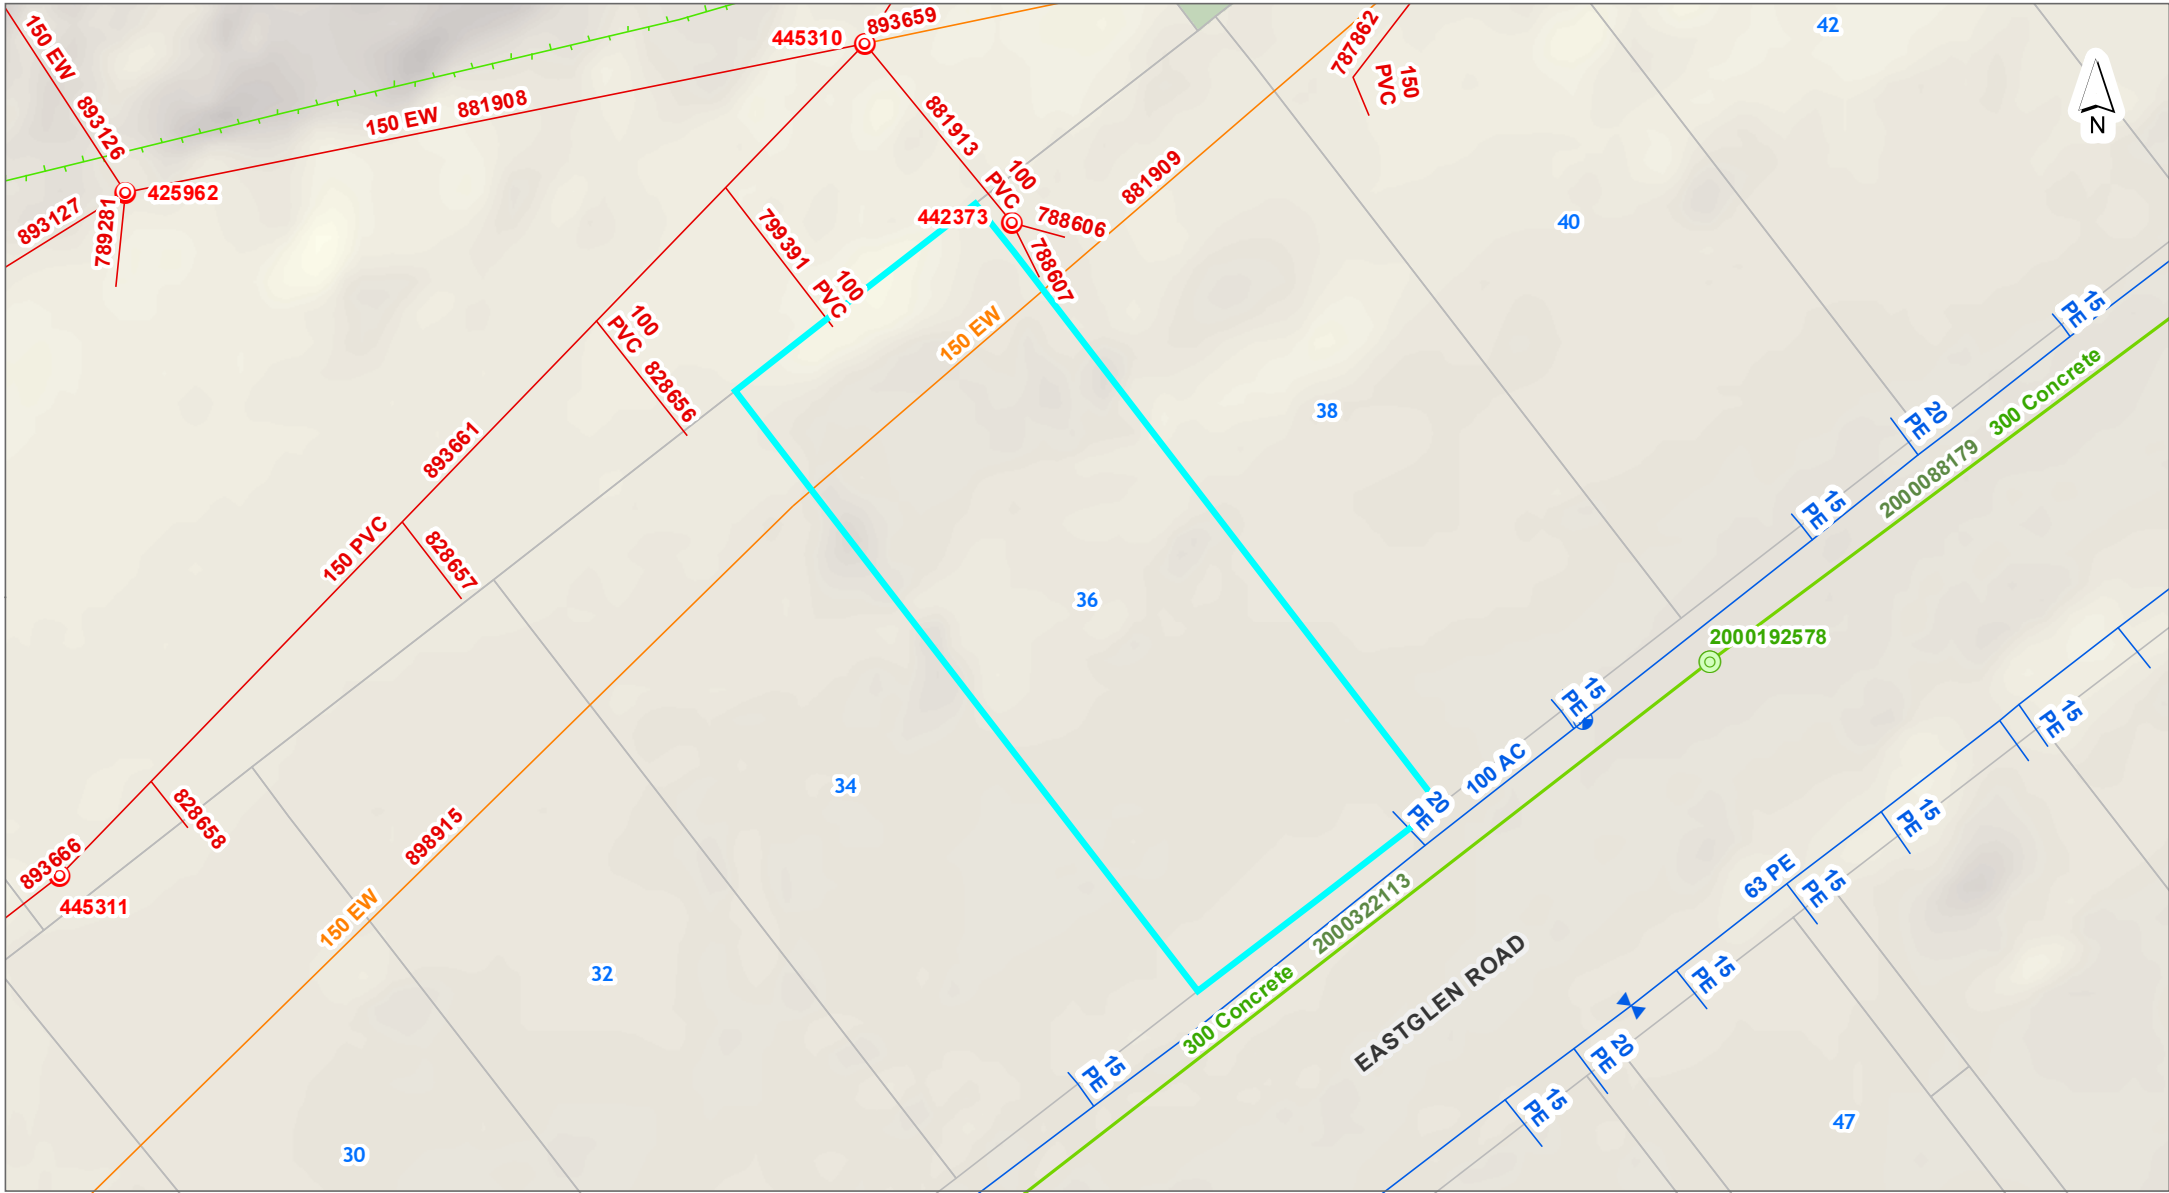 893659
445310
42
787862
150
PVC
N
150 EW
893126
150 EW
881908
881913
100
PVC
881909
425962
893127
789281
442373
788606
788607
40
799391
100
PVC
150 EW
100
PVC
828656
15
PE
300 Concrete
38
20
PE
2000088179
893661
15
PE
150 PVC
828657
36
2000192578
15
PE
15
PE
100 AC
34
20
PE
828658
898915
15
PE
893666
445311
63 PE
15
PE
2000322113
150 EW
EASTGLEN ROAD
32
300 Concrete
15
PE
20
PE
15
PE
15
PE
47
30